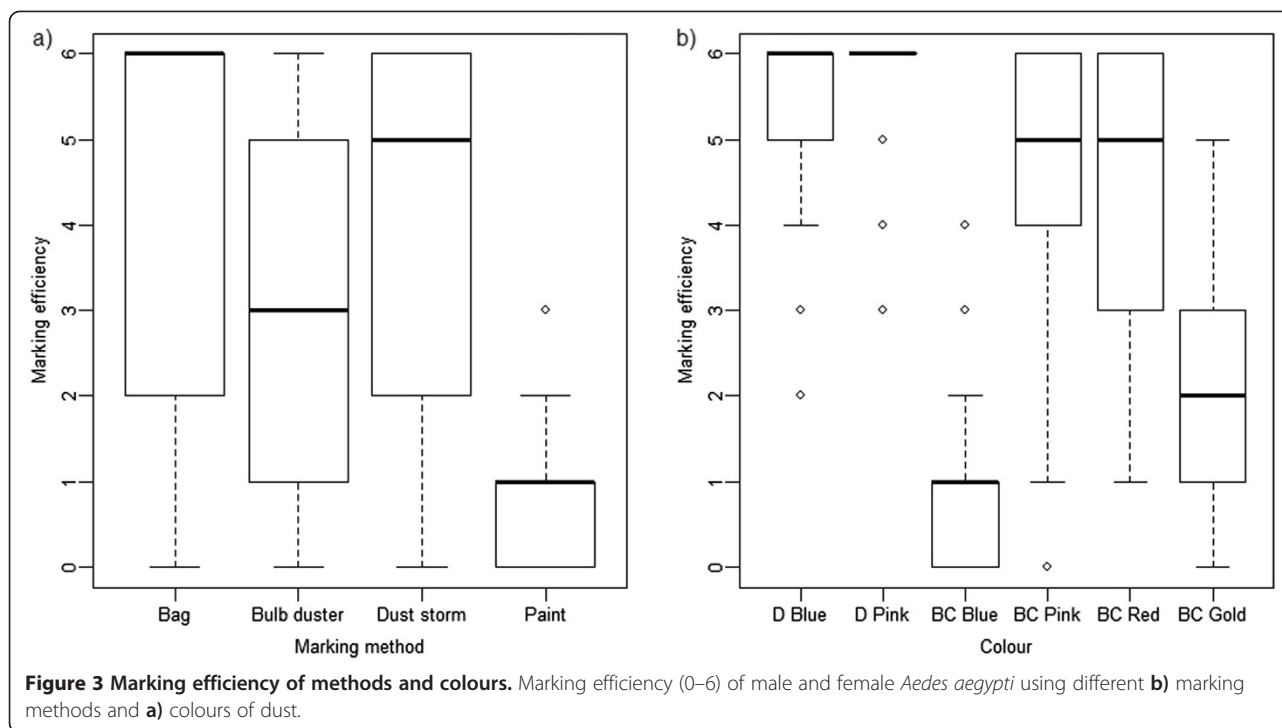 a)
Marking efficiency
6
5
4
3
2
1
0
Bag Bulb duster Dust storm Paint
Marking method
b)
Marking efficiency
6
5
4
3
2
1
0
D Blue D Pink BC Blue BC Pink BC Red BC Gold
Colour
Figure 3 Marking efficiency of methods and colours. Marking efficiency (0–6) of male and female Aedes aegypti using different b) marking
methods and a) colours of dust.